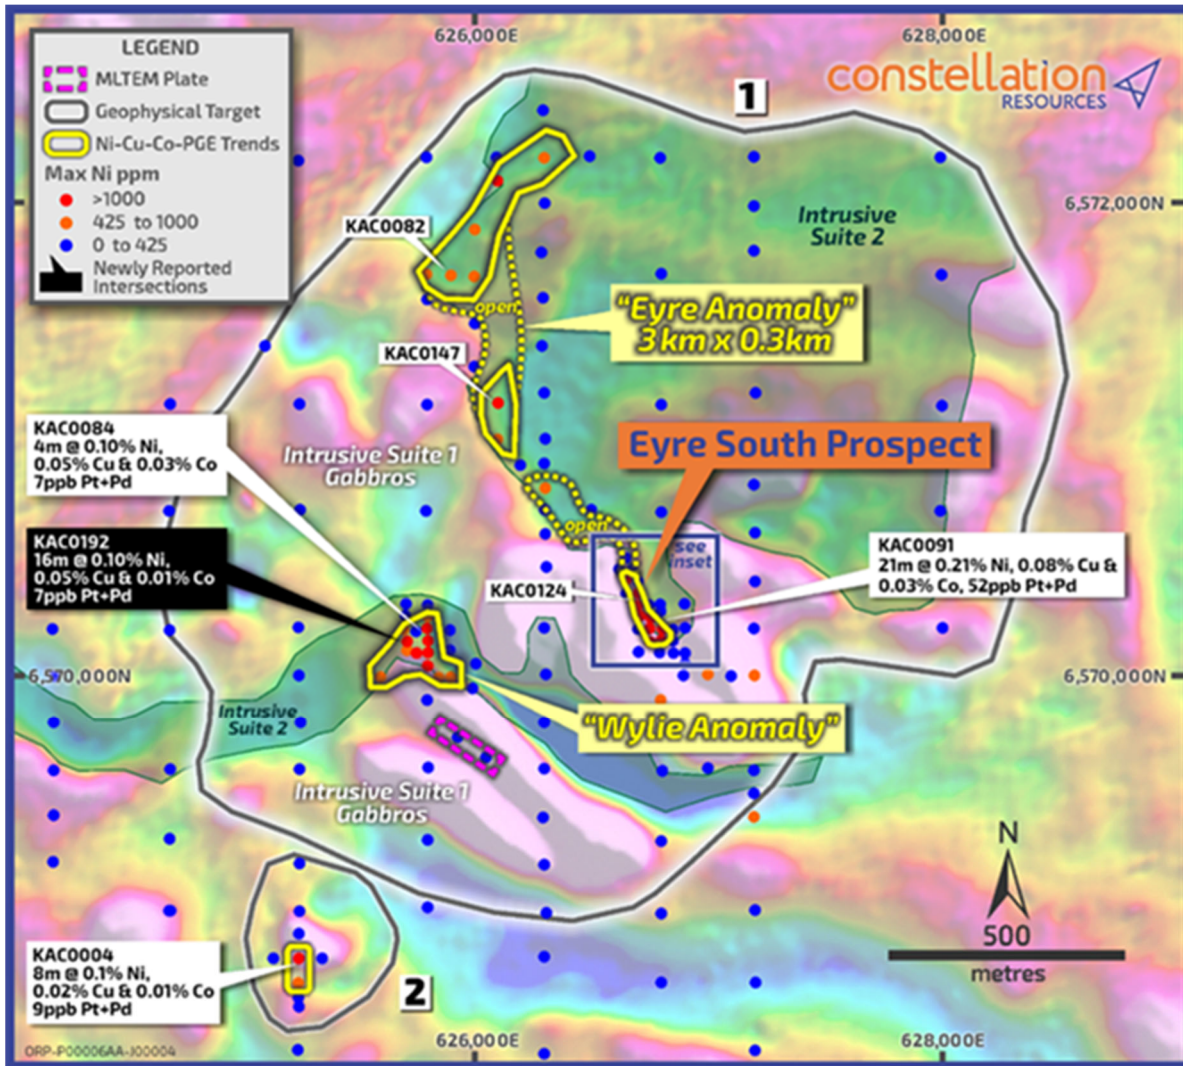 626,000E
628,000E
LEGEND
MLTEM Plate
Geophysical Target
Ni-Cu-Co-PGE Trends
Max Ni ppm
>1000
425 to 1000
0 to 425
Newly Reported
Intersections
1
constellation
RESOURCES
6,572,000N
Intrusive
Suite 2
KAC0082
open
"Eyre Anomaly"
3km x 0.3km
KAC0147
KAC0084
4m @ 0.10% Ni,
0.05% Cu & 0.03% Co
7ppb Pt+Pd
Intrusive Suite 1
Gabbros
Eyre South Prospect
open
see
inset
KAC0192
16m @ 0.10% Ni,
0.05% Cu & 0.01% Co
7ppb Pt+Pd
KAC0124
KAC0091
21m @ 0.21% Ni, 0.08% Cu &
0.03% Co, 52ppb Pt+Pd
6,570,000N
6,570,000N
Intrusive
Suite 2
"Wylie Anomaly"
Intrusive Suite 1
Gabbros
N
500
metres
KAC0004
8m @ 0.1% Ni,
0.02% Cu & 0.01% Co
9ppb Pt+Pd
2
ORP-P00006AA-J00004
626,000E
628,000E